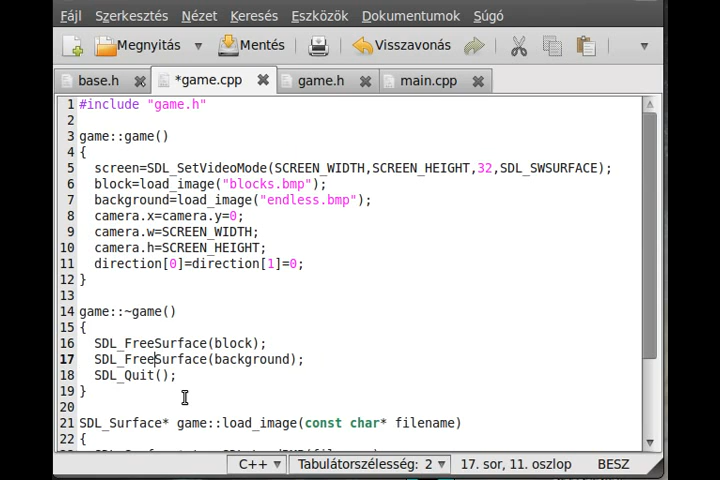 Fájl Szerkesztés Nézet Keresés Eszközök Dokumentumok Súgó
Megnyitás Mentés Visszavonás
base.h *game.cpp game.h main.cpp
1 #include "game.h"
2
3 game::game()
4 {
5 screen=SDL_SetVideoMode(SCREEN_WIDTH,SCREEN_HEIGHT,32,SDL_SWSURFACE);
6 block=load_image("blocks.bmp");
7 background=load_image("endless.bmp");
8 camera.x=camera.y=0;
9 camera.w=SCREEN_WIDTH;
10 camera.h=SCREEN_HEIGHT;
11 direction[0]=direction[1]=0;
12 }
13
14 game::~game()
15 {
16 SDL_FreeSurface(block);
17 SDL_FreeSurface(background);
18 SDL_Quit();
19 }
20
21 SDL_Surface* game::load_image(const char* filename)
22 {
C++ Tabulátorszélesség: 2 17. sor, 11. oszlop BESZ